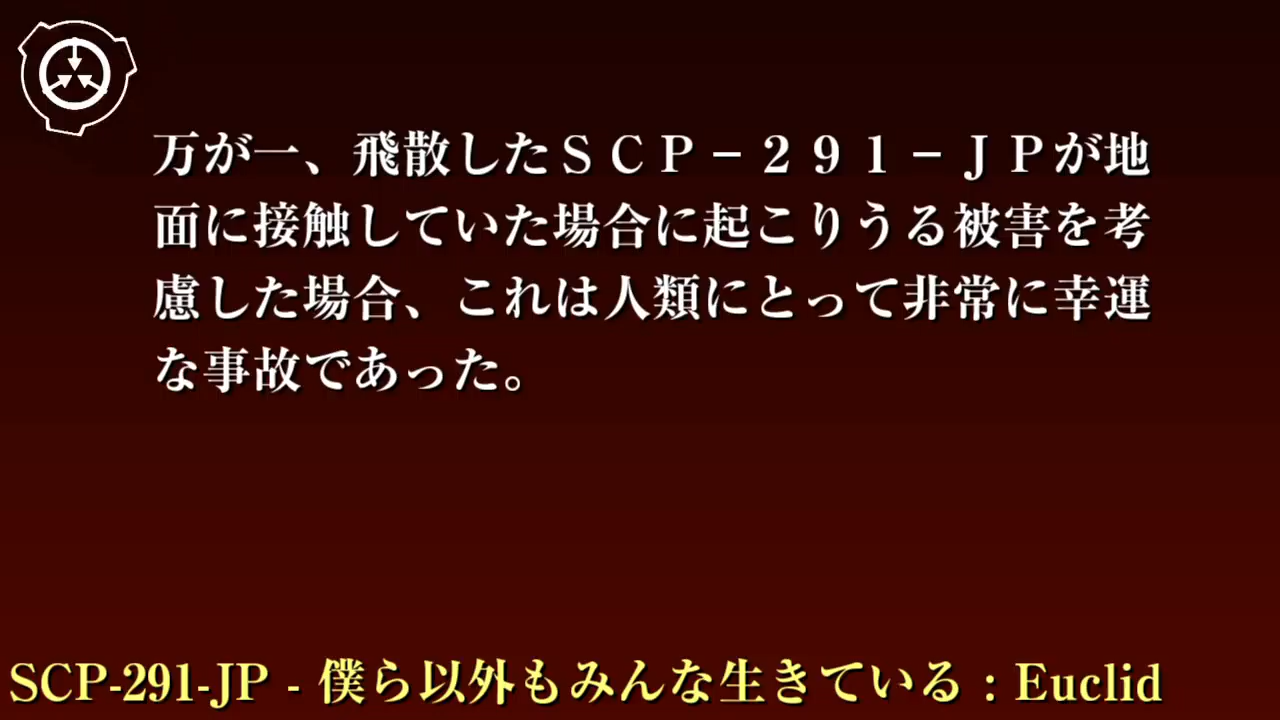 万が一、飛散したＳＣＰ－２９１－ＪＰが地
面に接触していた場合に起こりうる被害を考
慮した場合、これは人類にとって非常に幸運
な事故であった。
SCP-291-JP - 僕ら以外もみんな生きている：Euclid